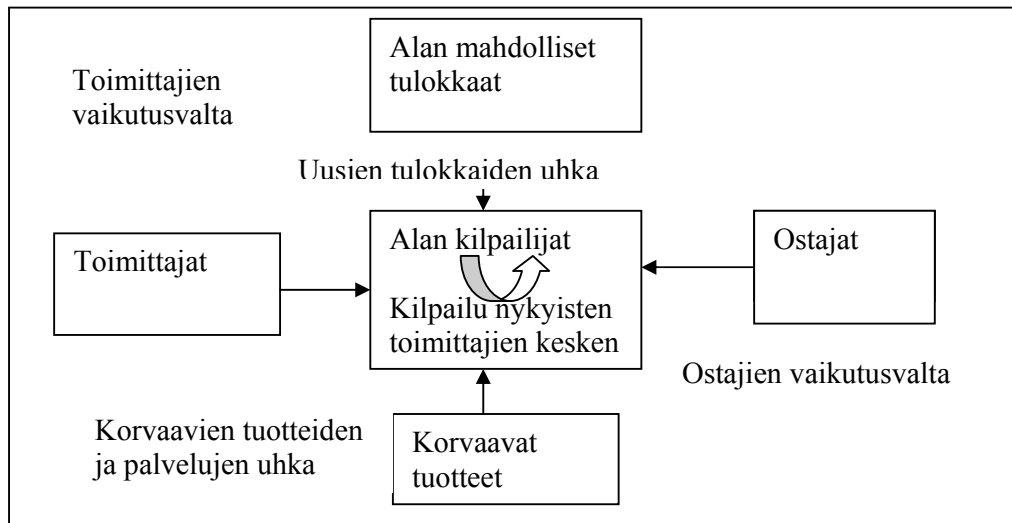 Alan mahdolliset
tulokkaat
Toimittajien
vaikutusvalta
Uusien tulokkaiden uhka
Toimittajat
Alan kilpailijat
Kilpailu nykyisten
toimittajien kesken
Ostajat
Ostajien vaikutusvalta
Korvaavien tuotteiden
ja palvelujen uhka
Korvaavat
tuotteet